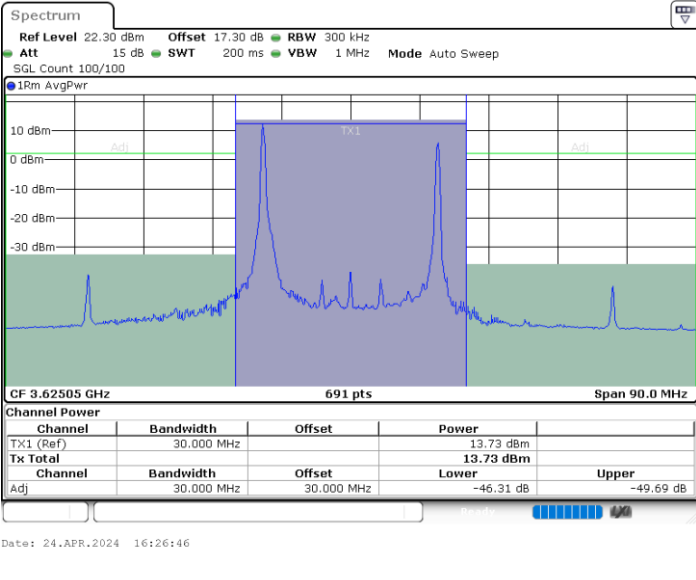 Spectrum
Ref Level 22.30 dBm Offset 17.30 dB RBW 300 kHz
Att 15 dB SWT 200 ms VBW 1 MHz Mode Auto Sweep
SGL Count 100/100
1Rm AvgPwr
10 dBm
TX1
Adj Adj
0 dBm
-10 dBm
-20 dBm
-30 dBm
CF 3.62505 GHz 691 pts Span 90.0 MHz
Channel Power
Channel Bandwidth Offset Power
TX1 (Ref) 30.000 MHz 13.73 dBm
Tx Total 13.73 dBm
Channel Bandwidth Offset Lower Upper
Adj 30.000 MHz 30.000 MHz -46.31 dB -49.69 dB
Ready
Date: 24.APR.2024 16:26:46